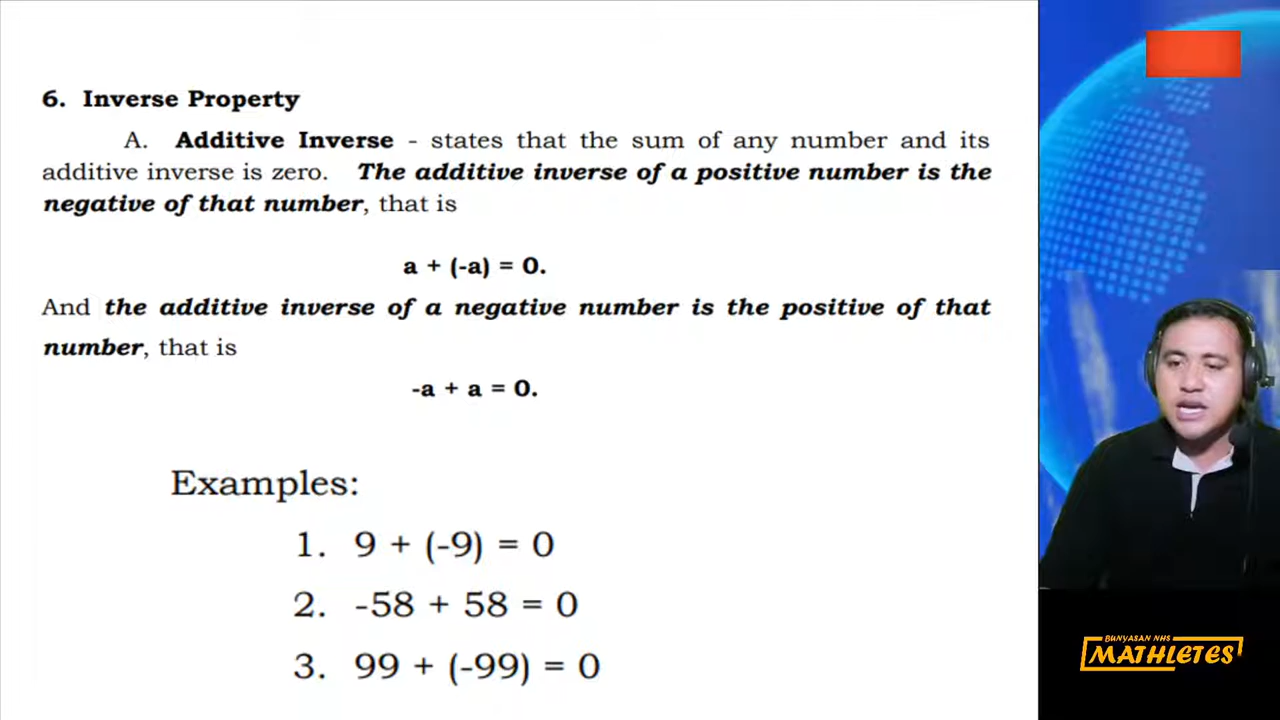 6. Inverse Property
A. Additive Inverse - states that the sum of any number and its
additive inverse is zero. The additive inverse of a positive number is the
negative of that number, that is
a + (-a) = 0.
And the additive inverse of a negative number is the positive of that
number, that is
-a + a = 0.
Examples:
1. 9 + (-9) = 0
2. -58 + 58 = 0
3. 99 + (-99) = 0
BUNYASAN NHS
MATHLETES